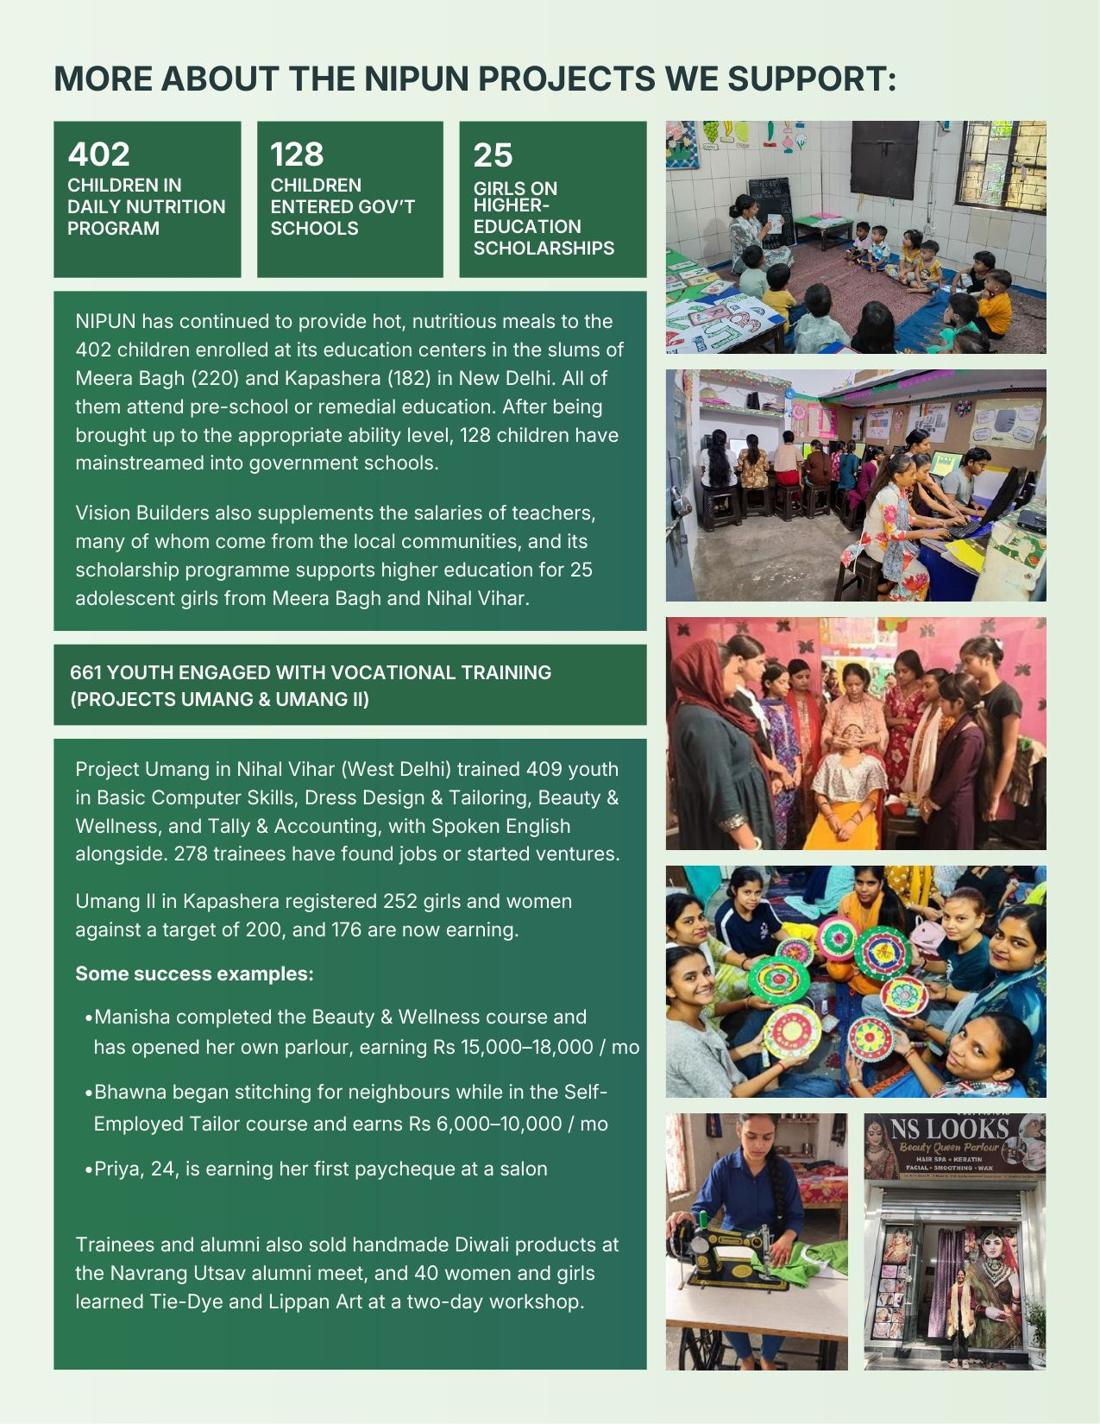 MORE ABOUT THE NIPUN PROJECTS WE SUPPORT:
402
CHILDREN IN
DAILY NUTRITION
PROGRAM
128
CHILDREN
ENTERED GOV’T
SCHOOLS
25
GIRLS ON
HIGHER-
EDUCATION
SCHOLARSHIPS
NIPUN has continued to provide hot, nutritious meals to the
402 children enrolled at its education centers in the slums of
Meera Bagh (220) and Kapashera (182) in New Delhi. All of
them attend pre-school or remedial education. After being
brought up to the appropriate ability level, 128 children have
mainstreamed into government schools.
Vision Builders also supplements the salaries of teachers,
many of whom come from the local communities, and its
scholarship programme supports higher education for 25
adolescent girls from Meera Bagh and Nihal Vihar.
661 YOUTH ENGAGED WITH VOCATIONAL TRAINING
(PROJECTS UMANG & UMANG II)
Project Umang in Nihal Vihar (West Delhi) trained 409 youth
in Basic Computer Skills, Dress Design & Tailoring, Beauty &
Wellness, and Tally & Accounting, with Spoken English
alongside. 278 trainees have found jobs or started ventures.
Umang II in Kapashera registered 252 girls and women
against a target of 200, and 176 are now earning.
Some success examples:
•Manisha completed the Beauty & Wellness course and
has opened her own parlour, earning Rs 15,000–18,000 / mo
•Bhawna began stitching for neighbours while in the Self-
Employed Tailor course and earns Rs 6,000–10,000 / mo
•Priya, 24, is earning her first paycheque at a salon
Trainees and alumni also sold handmade Diwali products at
the Navrang Utsav alumni meet, and 40 women and girls
learned Tie-Dye and Lippan Art at a two-day workshop.
NS LOOKS
Beauty Queen Parlour
HAIR SPA • KERATIN
FACIAL • SMOOTHING • WAX